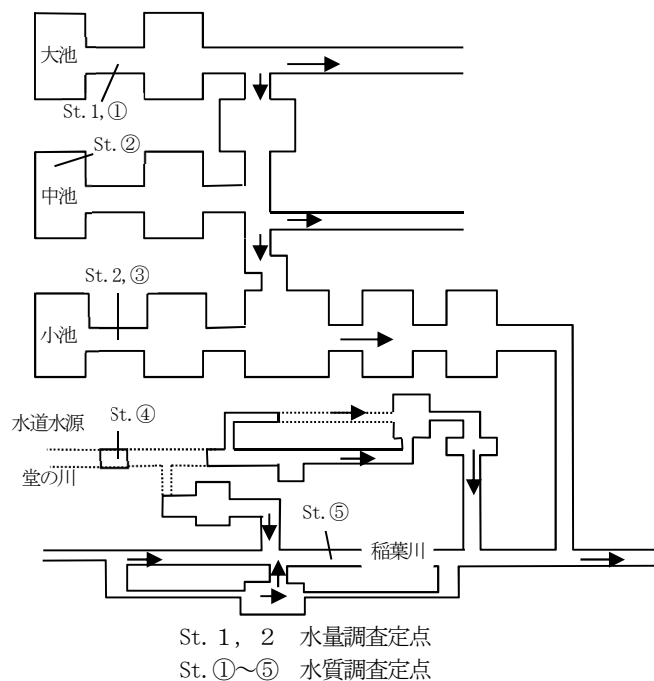 大池
St. 1, ①
St. ②
中池
St. 2, ③
小池
水道水源
St. ④
堂の川
St. ⑤
稲葉川
St. 1, 2 水量調査定点
St. ①～⑤ 水質調査定点